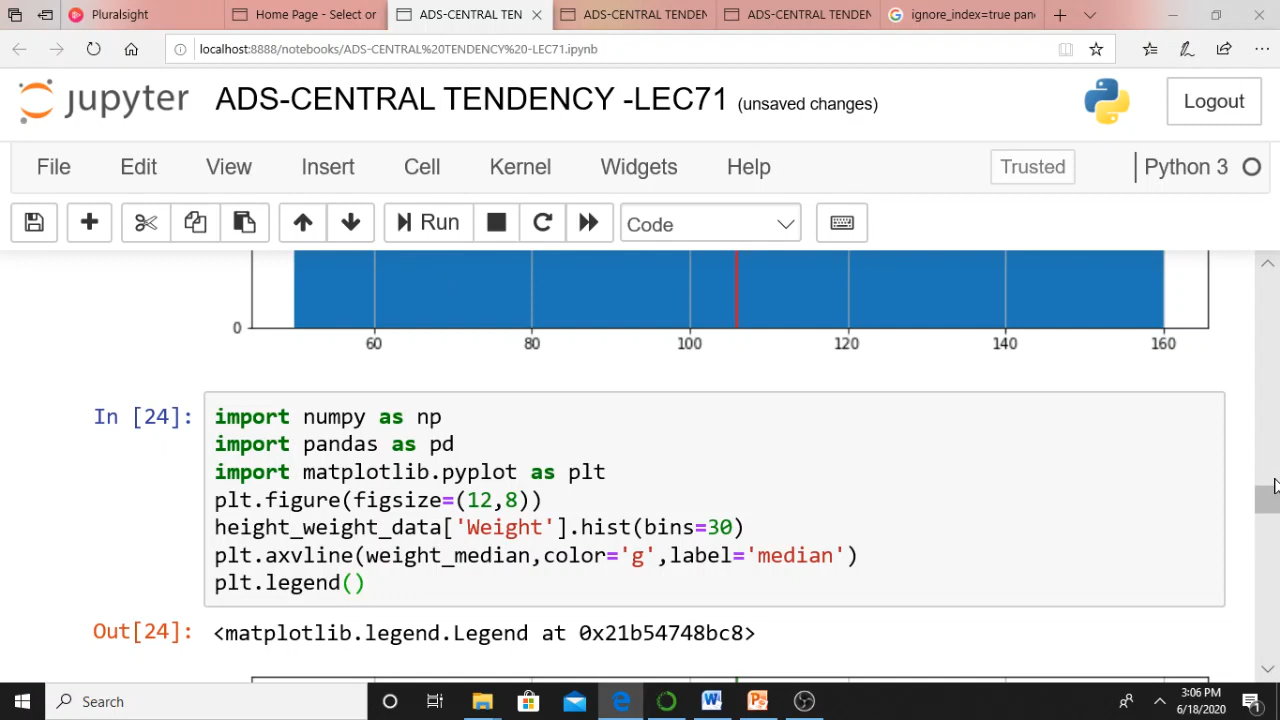 Pluralsight
Home Page - Select or
ADS-CENTRAL TEN
ADS-CENTRAL TENDEN
ADS-CENTRAL TENDEN
ignore_index=true pan
localhost:8888/notebooks/ADS-CENTRAL%20TENDENCY%20-LEC71.ipynb
jupyter ADS-CENTRAL TENDENCY -LEC71 (unsaved changes)
Logout
File Edit View Insert Cell Kernel Widgets Help
Trusted
Python 3
Run
Code
0
60 80 100 120 140 160
In [24]: import numpy as np
import pandas as pd
import matplotlib.pyplot as plt
plt.figure(figsize=(12,8))
height_weight_data['Weight'].hist(bins=30)
plt.axvline(weight_median,color='g',label='median')
plt.legend()
Out[24]: <matplotlib.legend.Legend at 0x21b54748bc8>
Search
3:06 PM
6/18/2020
1